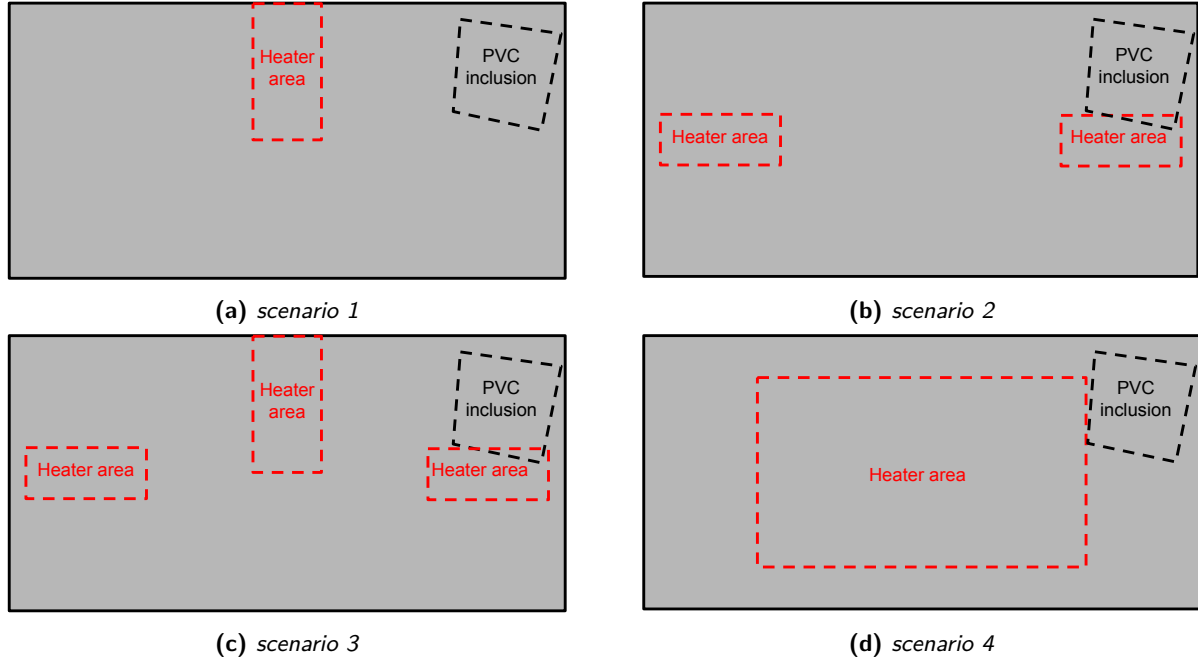 Heater
area
PVC
inclusion
(a) scenario 1
PVC
inclusion
Heater area
Heater area
(b) scenario 2
Heater
area
PVC
inclusion
Heater area
Heater area
(c) scenario 3
PVC
inclusion
Heater area
(d) scenario 4